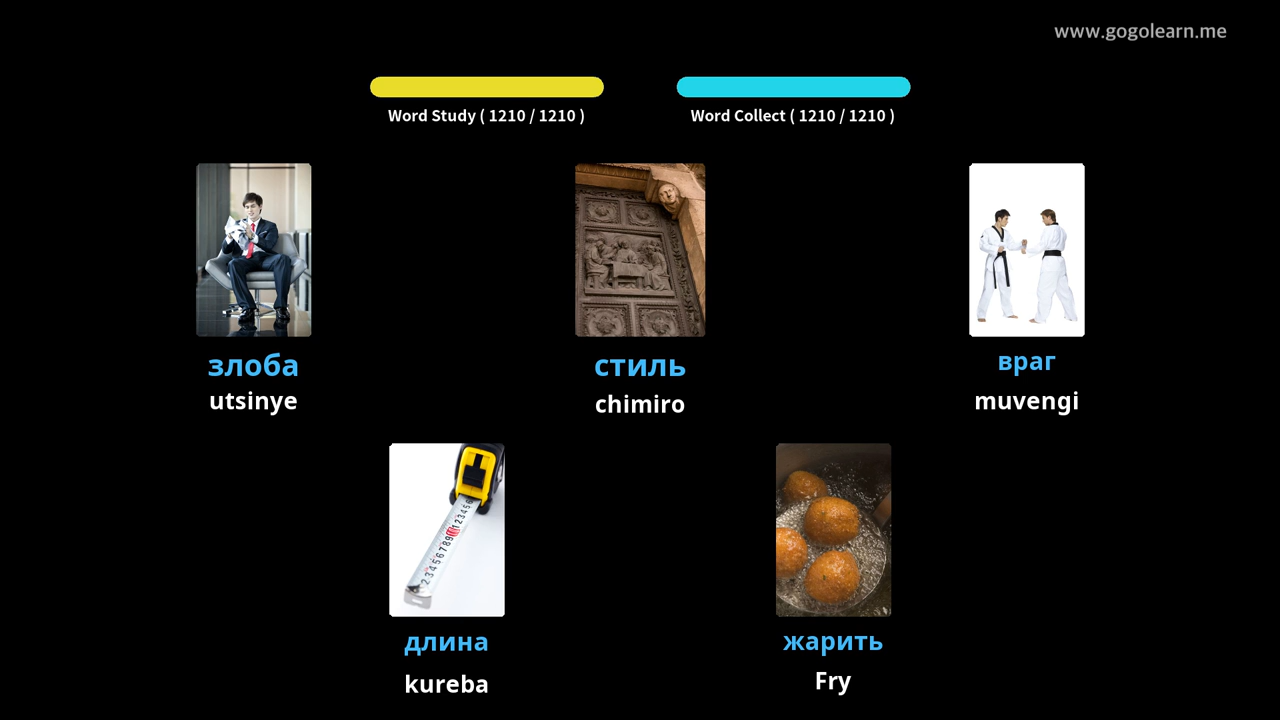 www.gogolearn.me
Word Study ( 1210 / 1210 )
Word Collect ( 1210 / 1210 )
злоба
utsinye
стиль
chimiro
враг
muvengi
длина
kureba
жарить
Fry